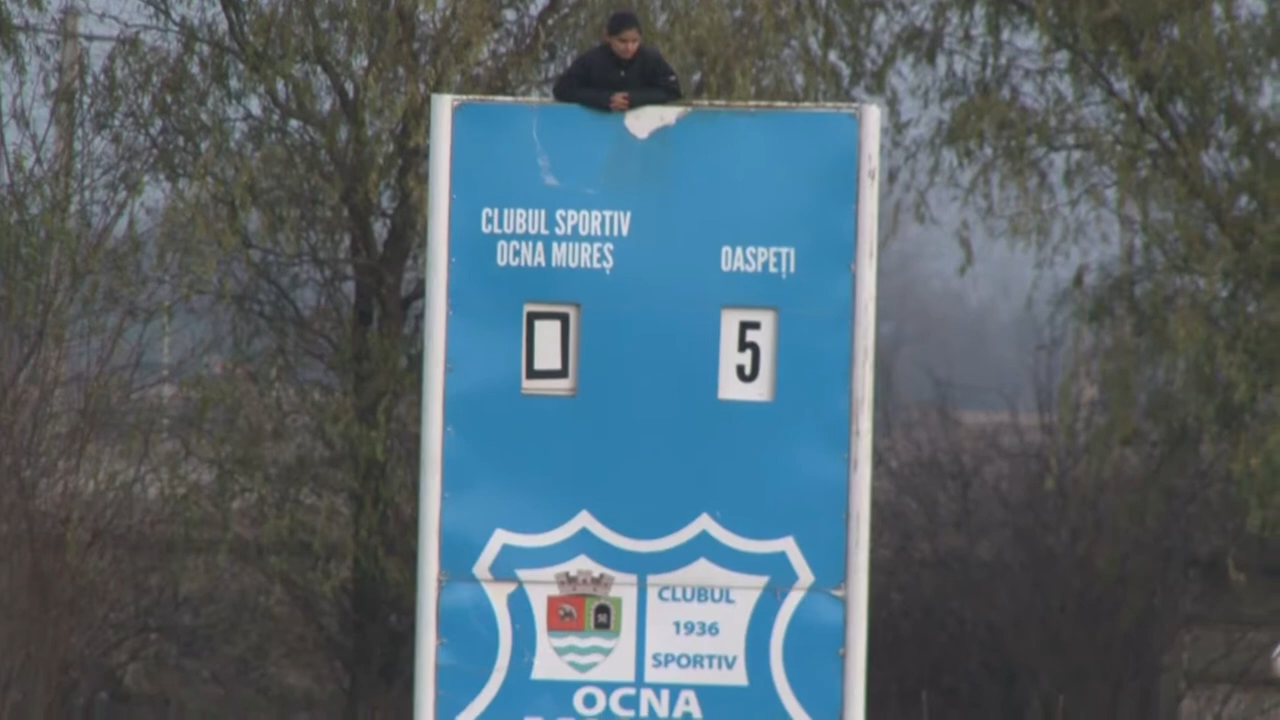 CLUBUL SPORTIV
OCNA MUREȘ
OASPEȚI
0
5
CLUBUL
1936
SPORTIV
OCNA